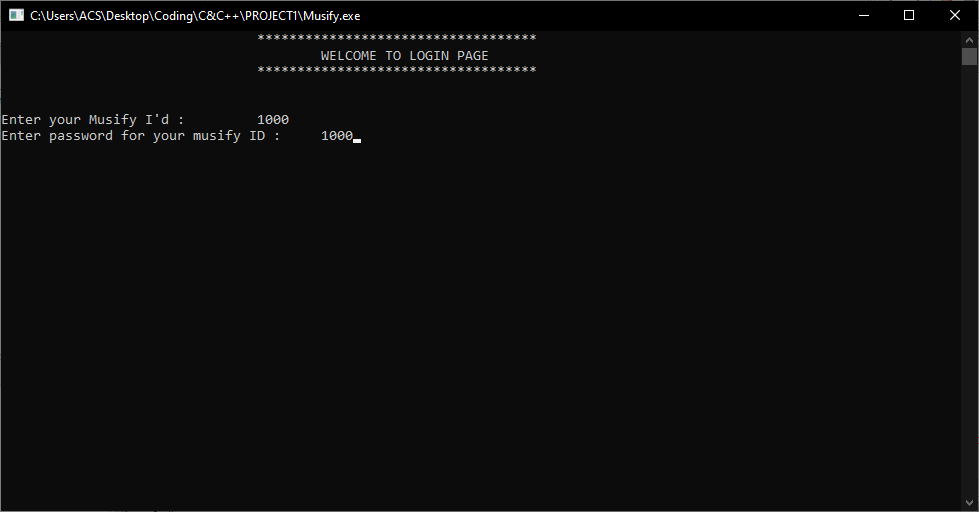 C:\Users\ACS\Desktop\Coding\C&C++\PROJECT1\Musify.exe
***********************************
WELCOME TO LOGIN PAGE
***********************************
Enter your Musify I'd : 1000
Enter password for your musify ID : 1000